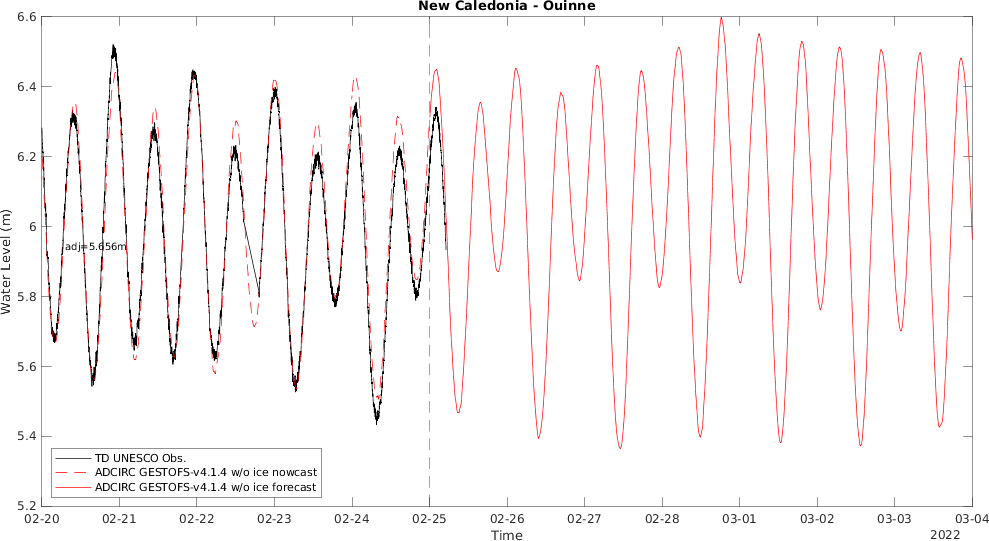 New Caledonia - Ouinne
6.6
6.4
6.2
6
5.8
5.6
5.4
5.2
Water Level (m)
adj=5.656m
TD UNESCO Obs.
ADCIRC GESTOFS-v4.1.4 w/o ice nowcast
ADCIRC GESTOFS-v4.1.4 w/o ice forecast
02-20 02-21 02-22 02-23 02-24 02-25 02-26 02-27 02-28 03-01 03-02 03-03 03-04
Time
2022